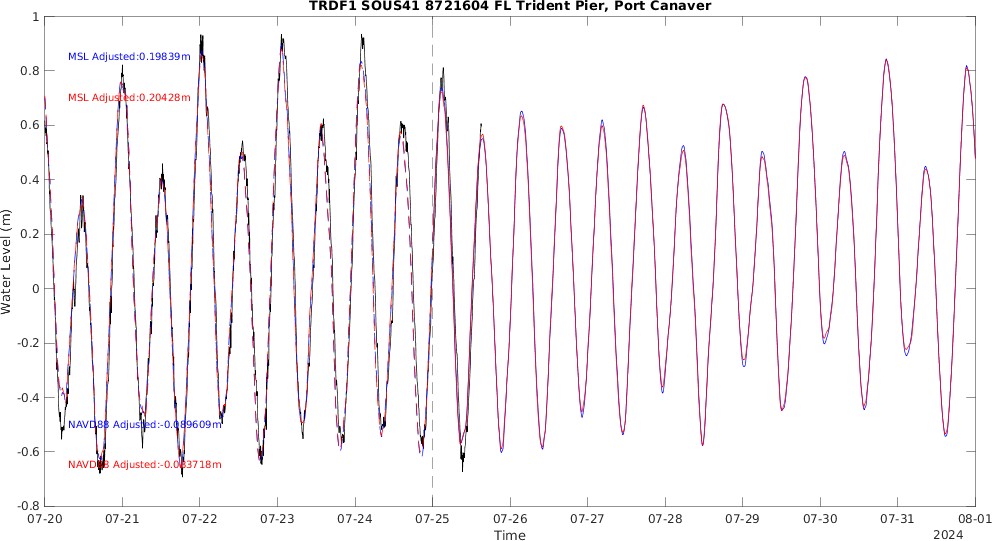 TRDF1 SOUS41 8721604 FL Trident Pier, Port Canaver
Water Level (m)
1
0.8
0.6
0.4
0.2
0
-0.2
-0.4
-0.6
-0.8
MSL Adjusted:0.19839m
MSL Adjusted:0.20428m
NAVD88 Adjusted:-0.089609m
NAVD88 Adjusted:-0.083718m
07-20 07-21 07-22 07-23 07-24 07-25 07-26 07-27 07-28 07-29 07-30 07-31 08-01
Time
2024